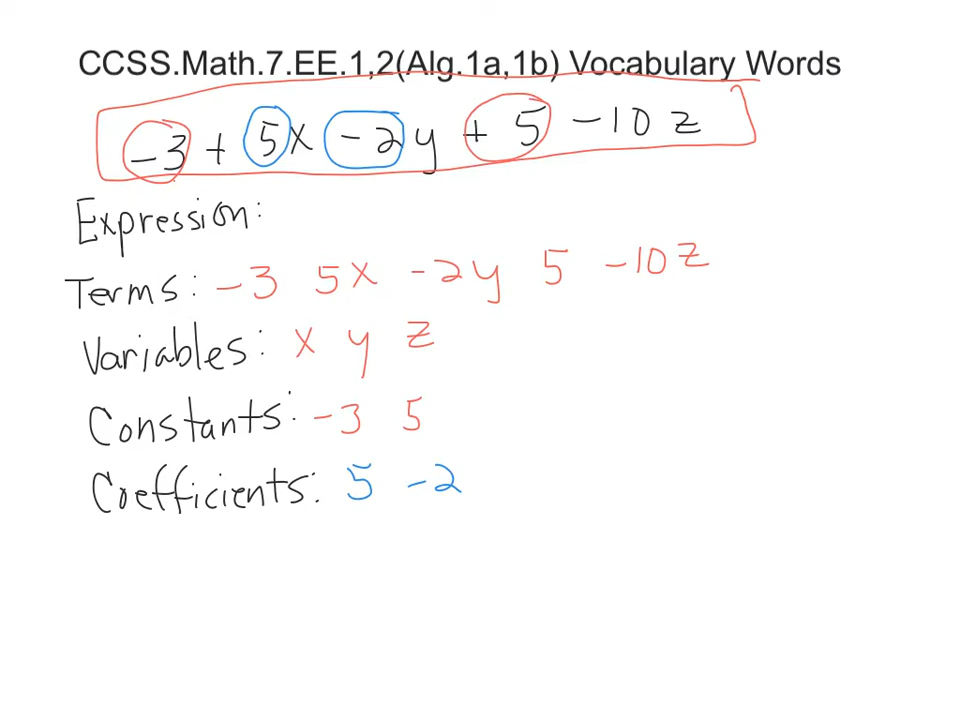 CCSS.Math.7.EE.1,2(Alg.1a,1b) Vocabulary Words
-3 + 5x -2y + 5 -10z
Expression:
Terms: -3 5x -2y 5 -10z
Variables: x y z
Constants: -3 5
Coefficients: 5 -2